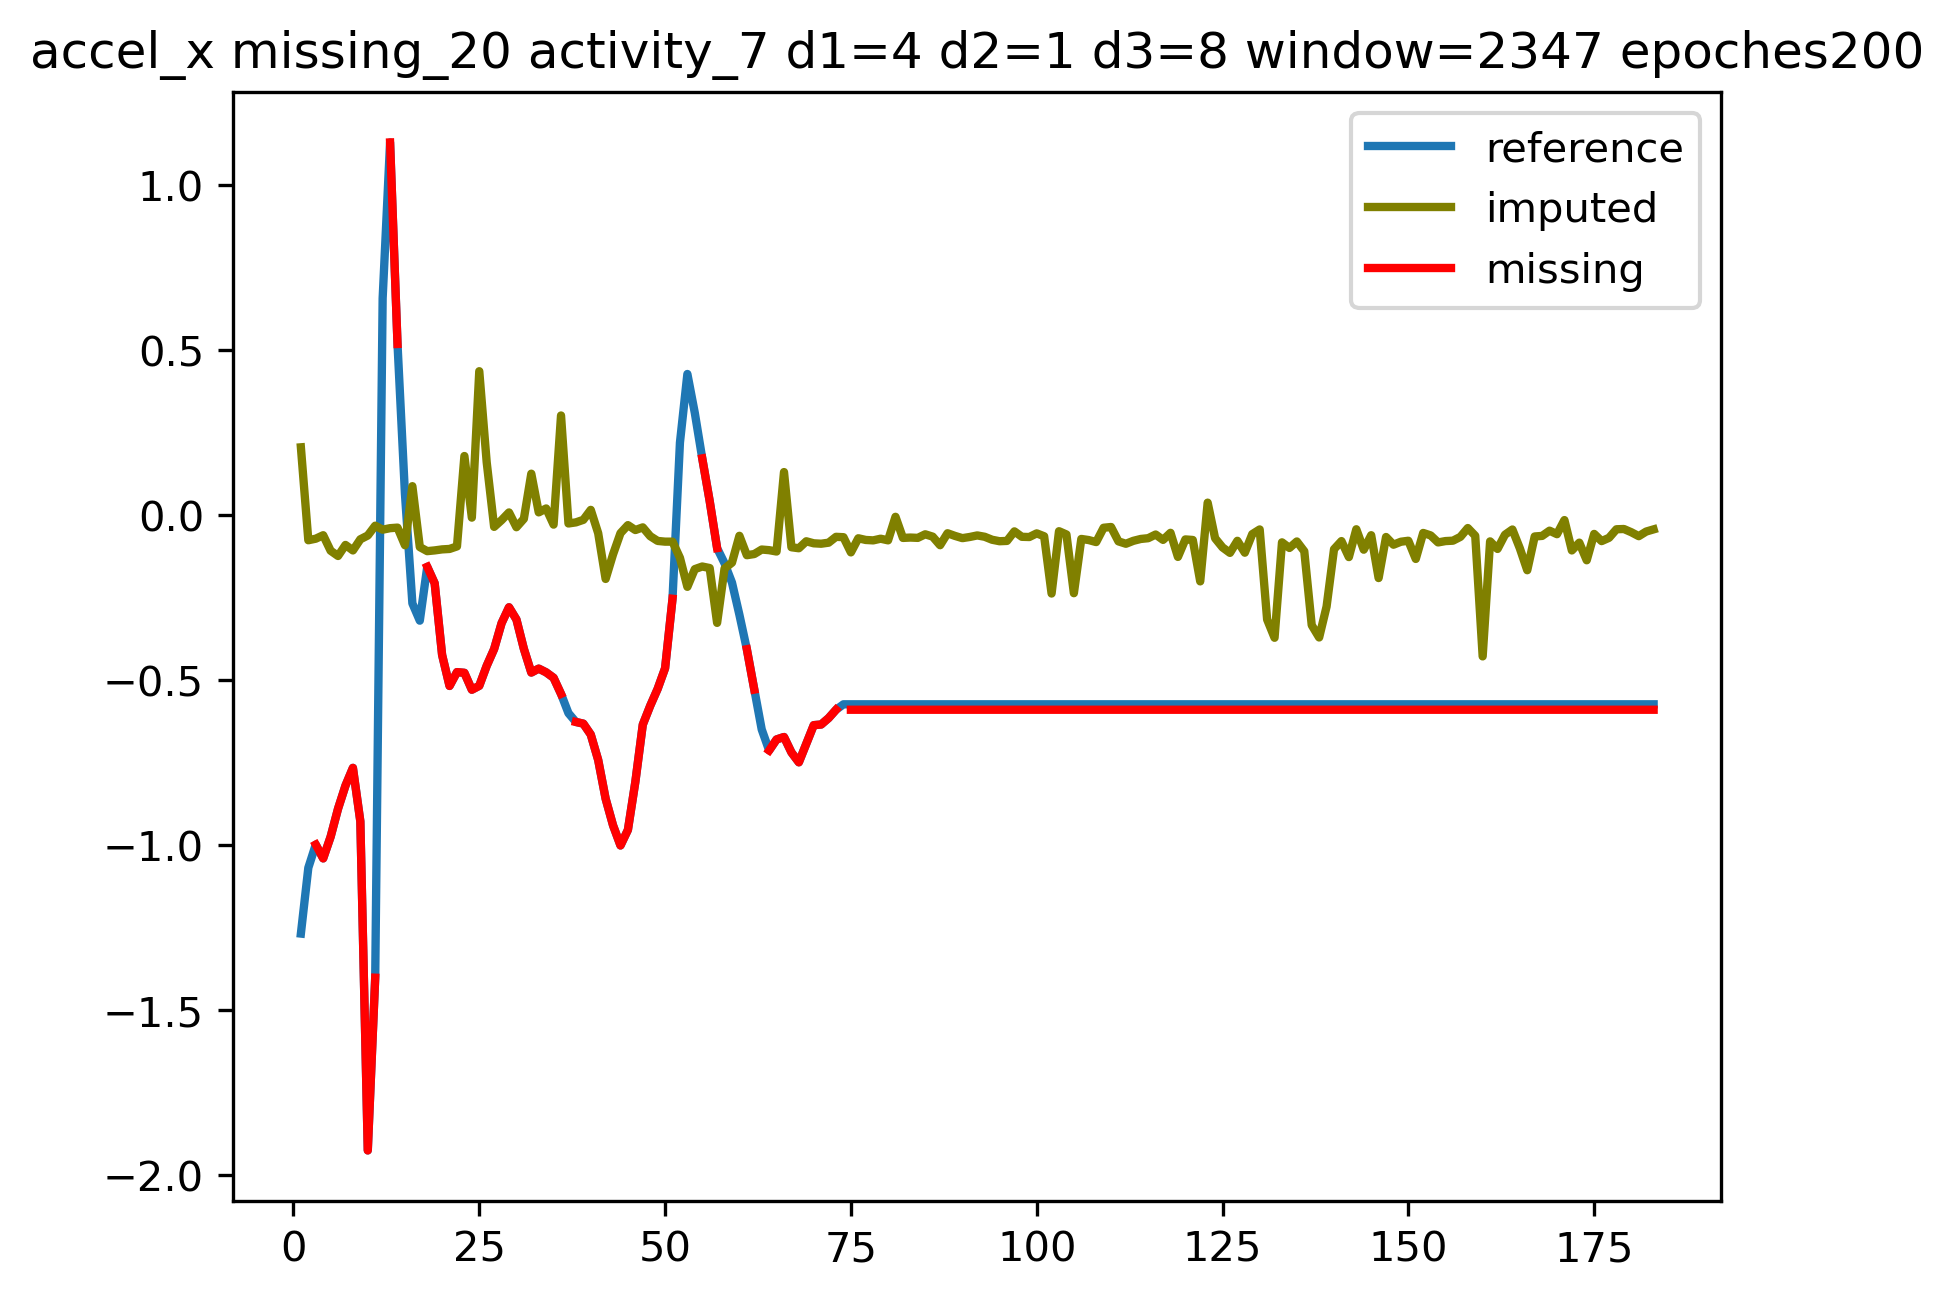 accel_x missing_20 activity_7 d1=4 d2=1 d3=8 window=2347 epoches200
reference
imputed
missing
1.0
0.5
0.0
−0.5
−1.0
−1.5
−2.0
0 25 50 75 100 125 150 175